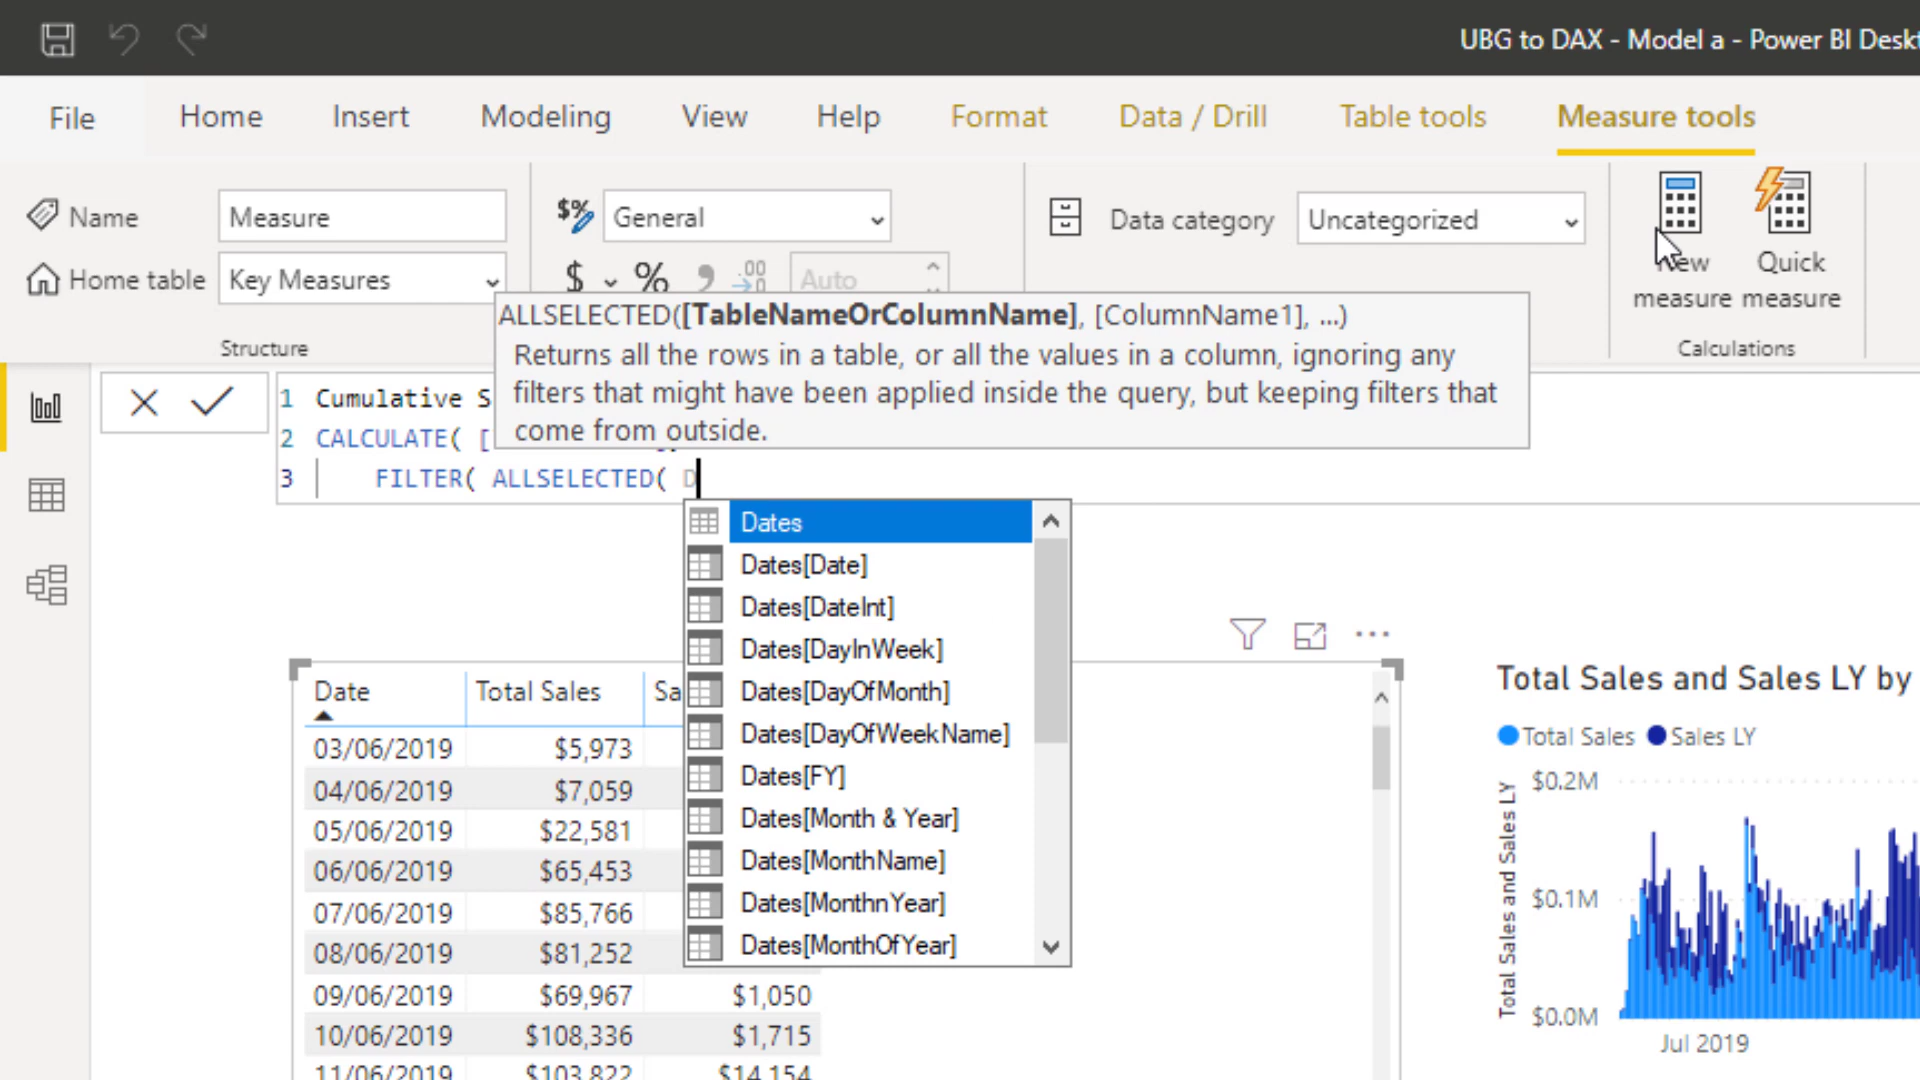 UBG to DAX - Model a - Power BI Deskt
File Home Insert Modeling View Help Format Data / Drill Table tools Measure tools
Name Measure
$% General
Data category Uncategorized
Home table Key Measures
$ % , .00 Auto
New measure
Quick measure
Structure
Calculations
ALLSELECTED([TableNameOrColumnName], [ColumnName1], ...)
Returns all the rows in a table, or all the values in a column, ignoring any
filters that might have been applied inside the query, but keeping filters that
come from outside.
1 Cumulative S
2 CALCULATE( [
3 FILTER( ALLSELECTED( D
Dates
Dates[Date]
Dates[DateInt]
Dates[DayInWeek]
Dates[DayOfMonth]
Dates[DayOfWeekName]
Dates[FY]
Dates[Month & Year]
Dates[MonthName]
Dates[MonthnYear]
Dates[MonthOfYear]
Date Total Sales Sa
03/06/2019 $5,973
04/06/2019 $7,059
05/06/2019 $22,581
06/06/2019 $65,453
07/06/2019 $85,766
08/06/2019 $81,252
09/06/2019 $69,967 $1,050
10/06/2019 $108,336 $1,715
11/06/2019 $103,822 $14,154
Total Sales and Sales LY by
Total Sales Sales LY
Total Sales and Sales LY
$0.2M
$0.1M
$0.0M
Jul 2019